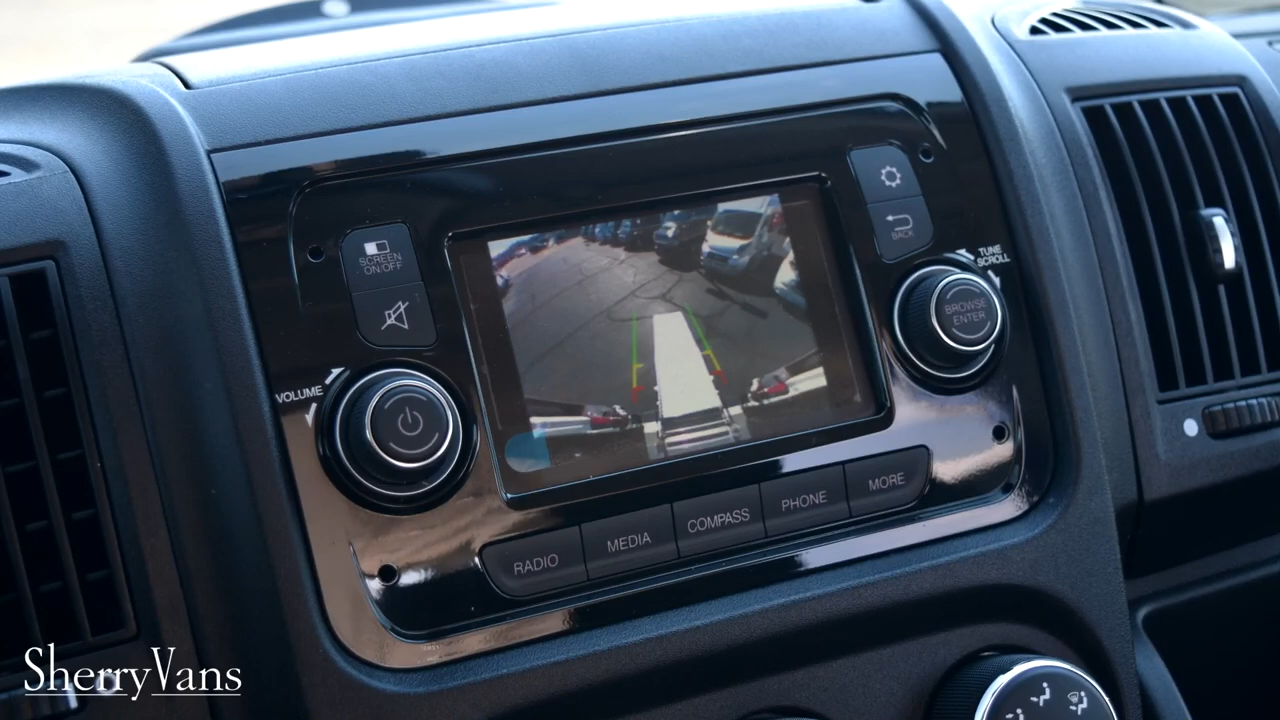 SCREEN
ON/OFF
VOLUME
BACK
TUNE
SCROLL
BROWSE
ENTER
RADIO
MEDIA
COMPASS
PHONE
MORE
SherryVans